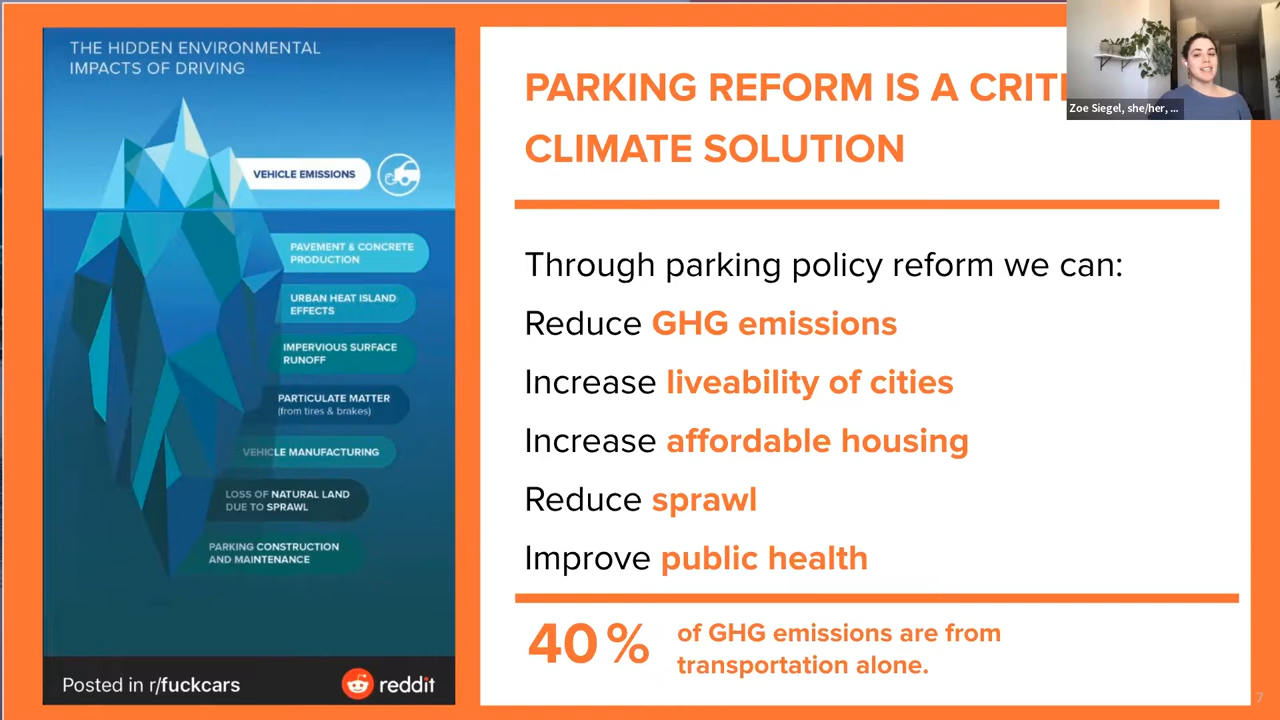 THE HIDDEN ENVIRONMENTAL
IMPACTS OF DRIVING
VEHICLE EMISSIONS
PAVEMENT & CONCRETE
PRODUCTION
URBAN HEAT ISLAND
EFFECTS
IMPERVIOUS SURFACE
RUNOFF
PARTICULATE MATTER
(from tires & brakes)
VEHICLE MANUFACTURING
LOSS OF NATURAL LAND
DUE TO SPRAWL
PARKING CONSTRUCTION
AND MAINTENANCE
Posted in r/fuckcars
reddit
PARKING REFORM IS A CRIT
CLIMATE SOLUTION
Through parking policy reform we can:
Reduce GHG emissions
Increase liveability of cities
Increase affordable housing
Reduce sprawl
Improve public health
40% of GHG emissions are from
transportation alone.
Zoe Siegel, she/her, ...
7